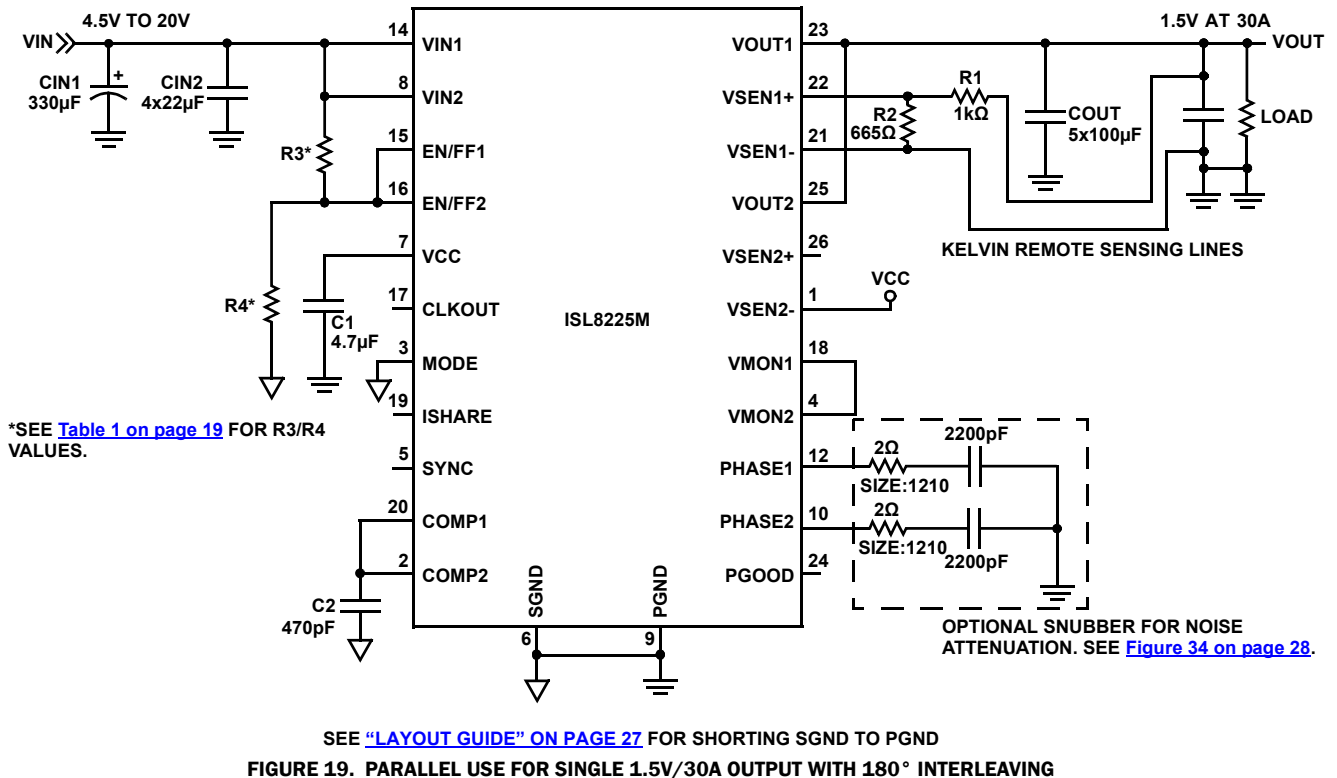 4.5V TO 20V
VIN
CIN1
330µF
+
CIN2
4x22µF
R3*
R4*
C1
4.7µF
C2
470pF
*SEE Table 1 on page 19 FOR R3/R4
VALUES.
14 VIN1
8 VIN2
15 EN/FF1
16 EN/FF2
7 VCC
17 CLKOUT
3 MODE
19 ISHARE
5 SYNC
20 COMP1
2 COMP2
ISL8225M
SGND
6
PGND
9
VOUT1 23
VSEN1+ 22
VSEN1- 21
VOUT2 25
VSEN2+ 26
VSEN2- 1
VMON1 18
VMON2 4
PHASE1 12
PHASE2 10
PGOOD 24
1.5V AT 30A
VOUT
R1
1kΩ
R2
665Ω
COUT
5x100µF
LOAD
KELVIN REMOTE SENSING LINES
VCC
2Ω
SIZE:1210
2200pF
2Ω
SIZE:1210
2200pF
OPTIONAL SNUBBER FOR NOISE
ATTENUATION. SEE Figure 34 on page 28.
SEE "LAYOUT GUIDE" ON PAGE 27 FOR SHORTING SGND TO PGND
FIGURE 19. PARALLEL USE FOR SINGLE 1.5V/30A OUTPUT WITH 180° INTERLEAVING